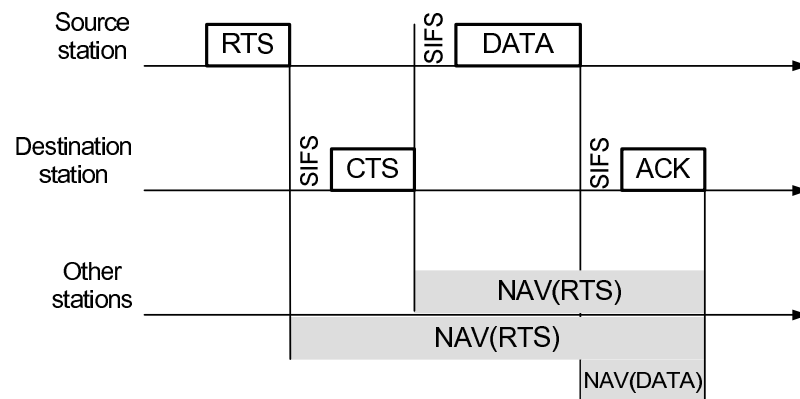 Source
station
RTS
SIFS
DATA
Destination
station
SIFS
CTS
SIFS
ACK
Other
stations
NAV(RTS)
NAV(RTS)
NAV(DATA)